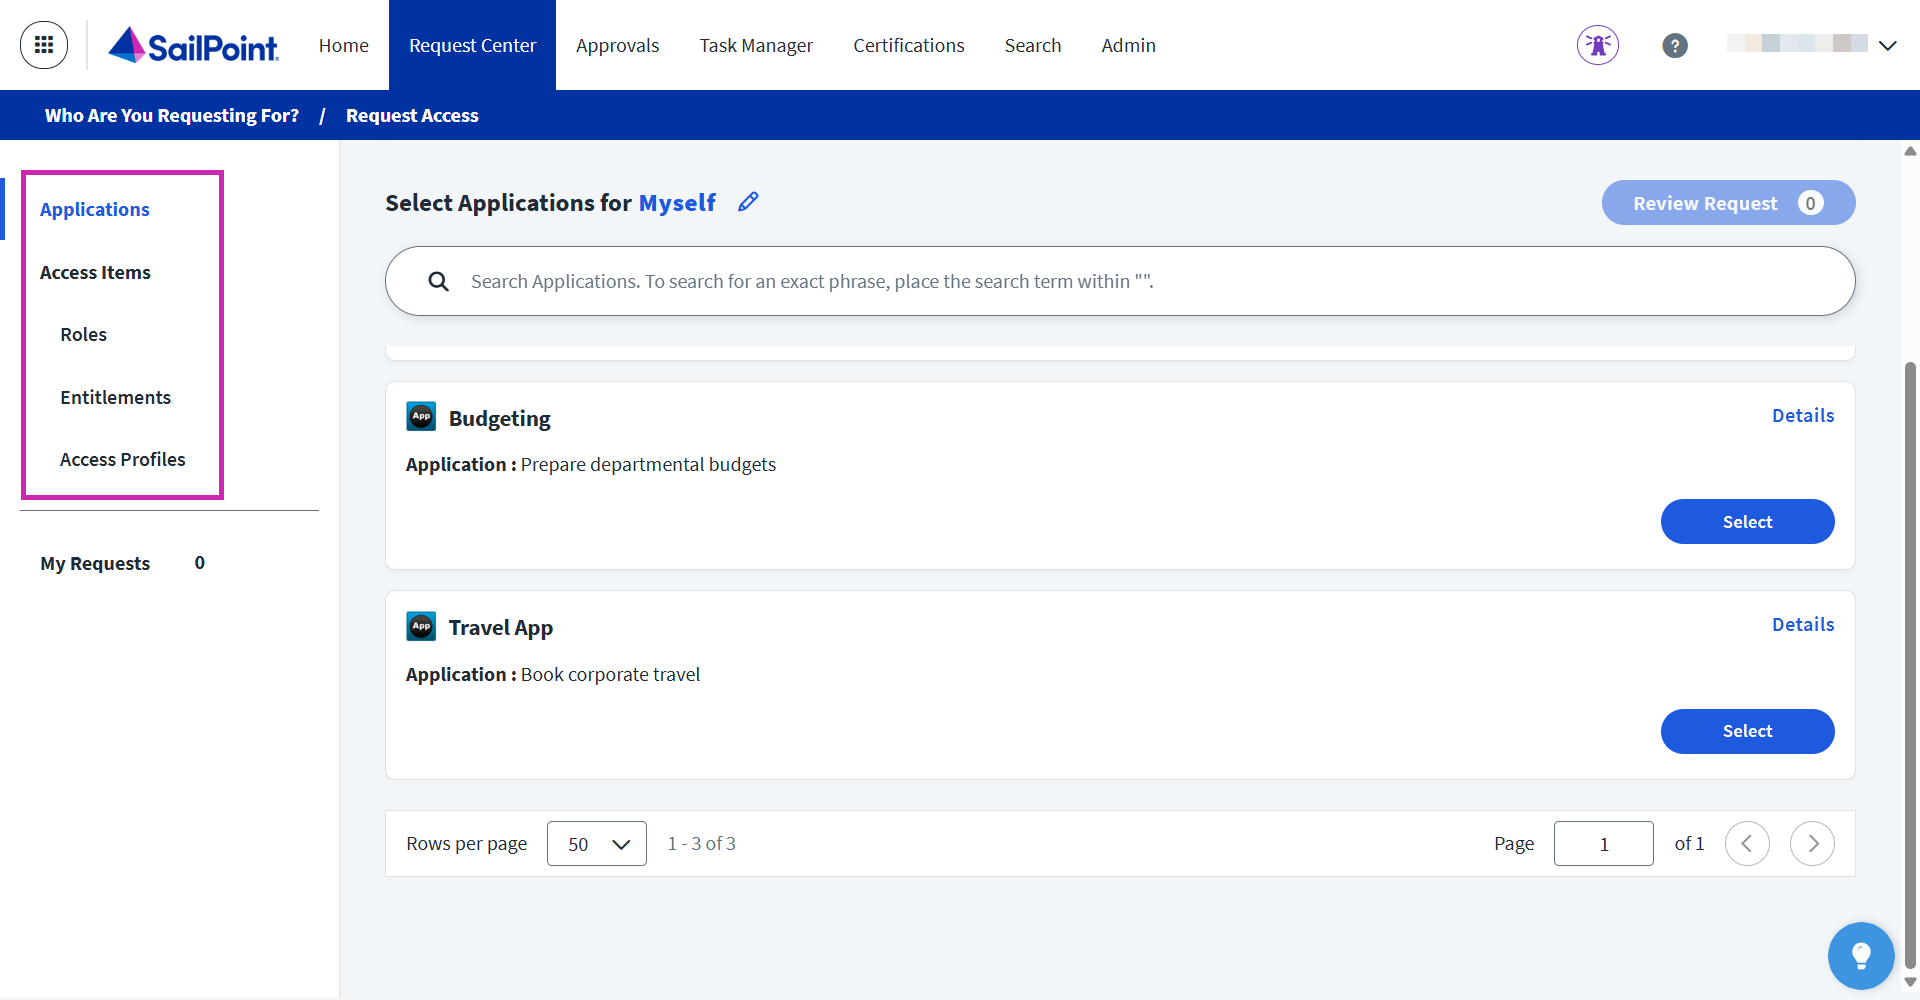 SailPoint
Home
Request Center
Approvals
Task Manager
Certifications
Search
Admin
?
Who Are You Requesting For? / Request Access
Applications
Access Items
Roles
Entitlements
Access Profiles
My Requests 0
Select Applications for Myself
Review Request 0
Search Applications. To search for an exact phrase, place the search term within "".
App Budgeting
Details
Application : Prepare departmental budgets
Select
App Travel App
Details
Application : Book corporate travel
Select
Rows per page 50 1 - 3 of 3
Page 1 of 1